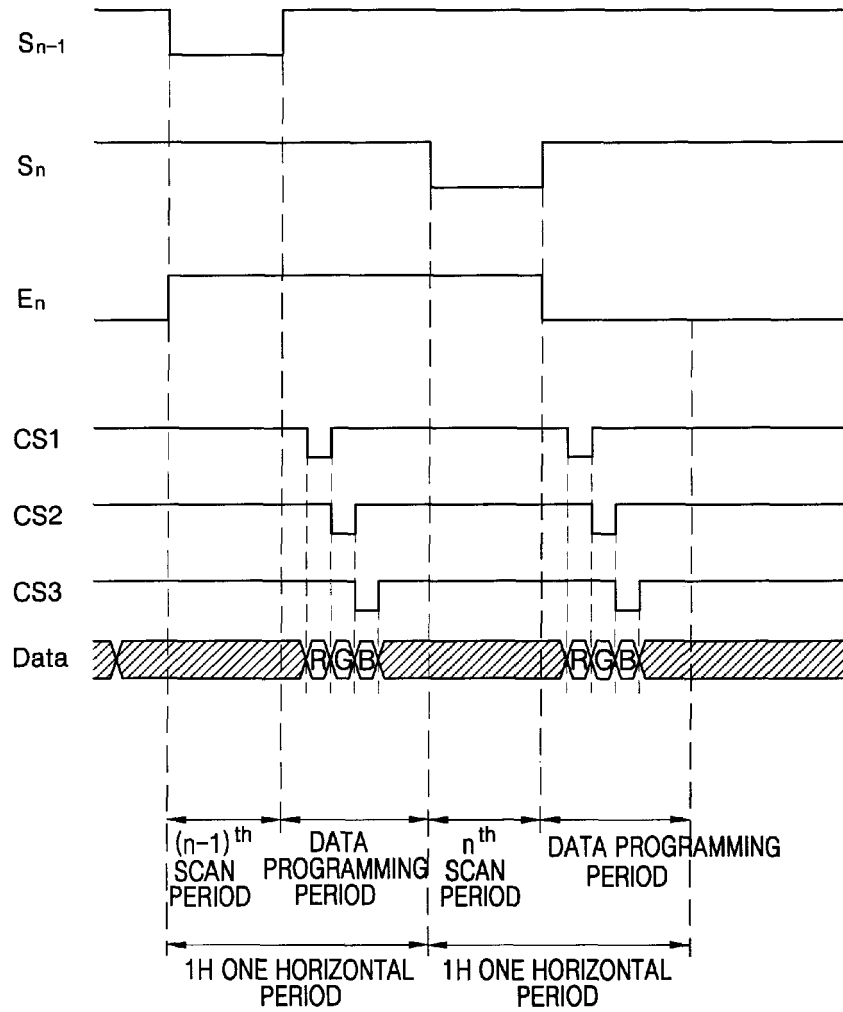 Sn-1
Sn
En
CS1
CS2
CS3
Data R G B R G B
(n-1)th SCAN PERIOD
DATA PROGRAMMING PERIOD
nth SCAN PERIOD
DATA PROGRAMMING PERIOD
1H ONE HORIZONTAL PERIOD
1H ONE HORIZONTAL PERIOD